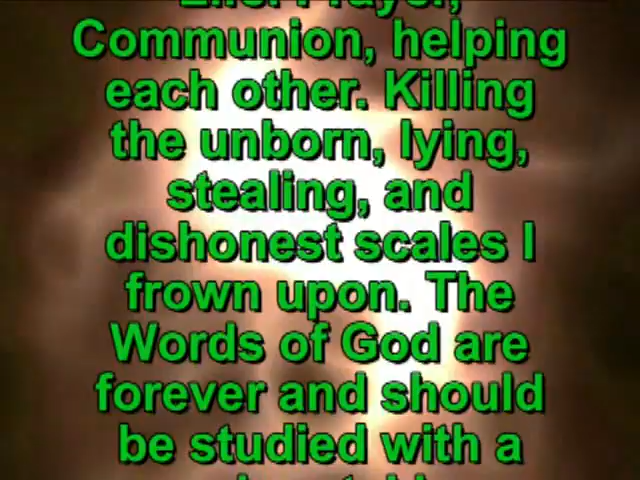 Prayer,
Communion, helping
each other. Killing
the unborn, lying,
stealing, and
dishonest scales I
frown upon. The
Words of God are
forever and should
be studied with a